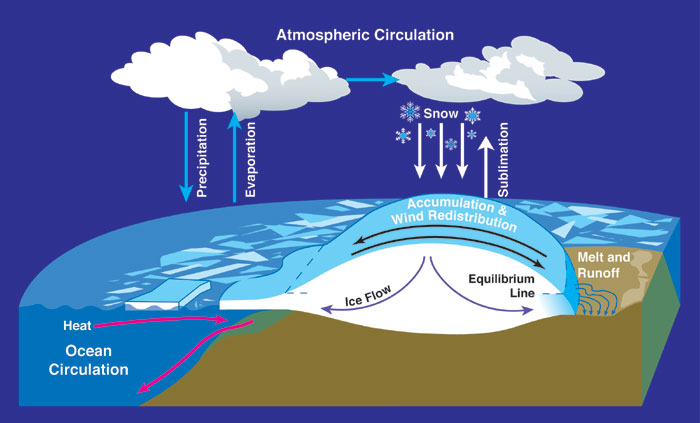 Atmospheric Circulation
Snow
Precipitation
Evaporation
Sublimation
Accumulation &
Wind Redistribution
Melt and
Runoff
Equilibrium
Line
Ice Flow
Heat
Ocean
Circulation